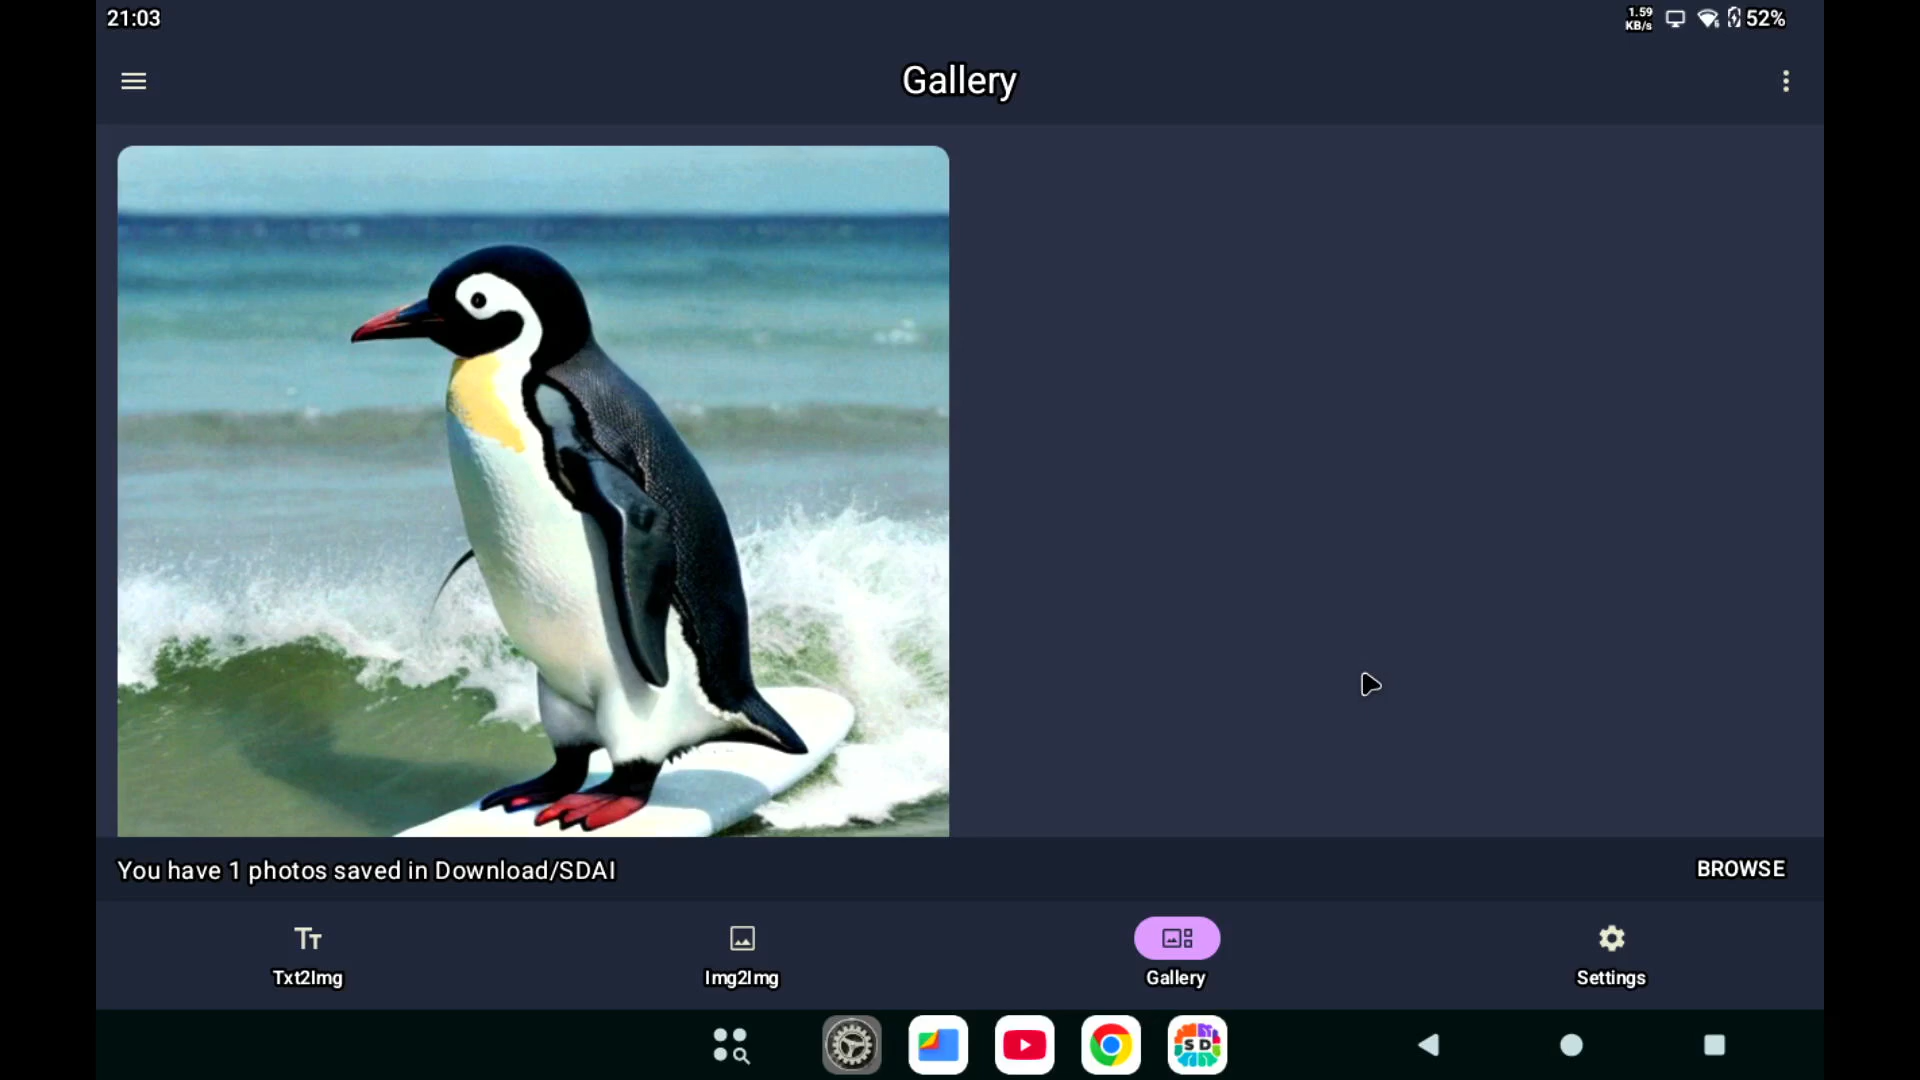 21:03
1.59
KB/s
52%
Gallery
You have 1 photos saved in Download/SDAI
BROWSE
Txt2Img
Img2Img
Gallery
Settings
S D